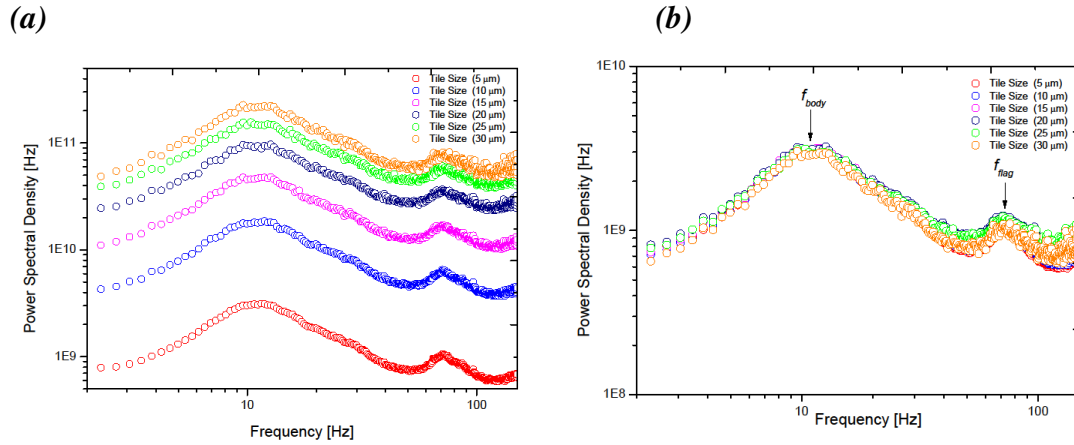 (a)
Tile Size (5 μm)
Tile Size (10 μm)
Tile Size (15 μm)
Tile Size (20 μm)
Tile Size (25 μm)
Tile Size (30 μm)
1E11
1E10
1E9
Power Spectral Density [Hz]
10
100
Frequency [Hz]
(b)
1E10
Tile Size (5 μm)
Tile Size (10 μm)
Tile Size (15 μm)
Tile Size (20 μm)
Tile Size (25 μm)
Tile Size (30 μm)
f body
f flag
1E9
1E8
Power Spectral Density [Hz]
10
100
Frequency [Hz]